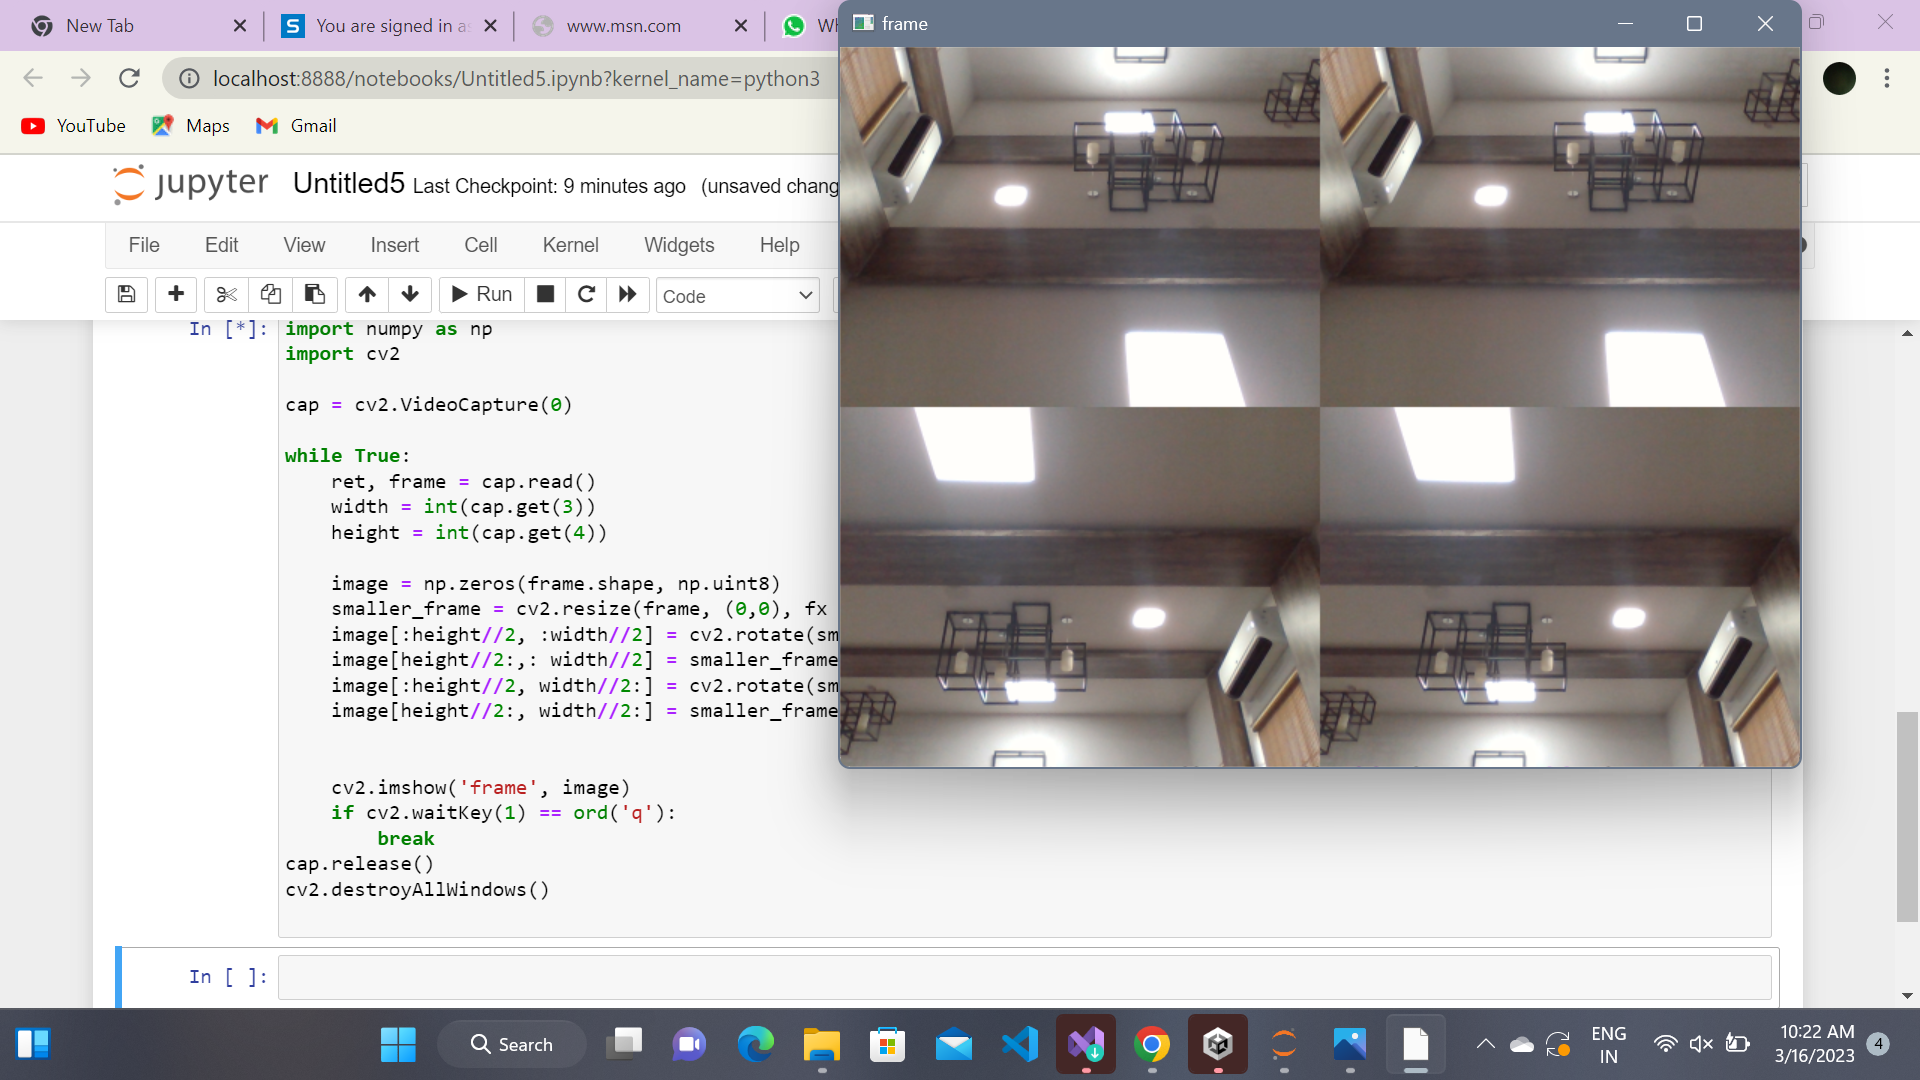 New Tab
You are signed in as
www.msn.com
frame
localhost:8888/notebooks/Untitled5.ipynb?kernel_name=python3
YouTube
Maps
Gmail
jupyter
Untitled5 Last Checkpoint: 9 minutes ago (unsaved chang
File
Edit
View
Insert
Cell
Kernel
Widgets
Help
Run
Code
In [*]:
import numpy as np
import cv2
cap = cv2.VideoCapture(0)
while True:
    ret, frame = cap.read()
    width = int(cap.get(3))
    height = int(cap.get(4))
    image = np.zeros(frame.shape, np.uint8)
    smaller_frame = cv2.resize(frame, (0,0), fx
    image[:height//2, :width//2] = cv2.rotate(sm
    image[height//2:,: width//2] = smaller_frame
    image[:height//2, width//2:] = cv2.rotate(sm
    image[height//2:, width//2:] = smaller_frame
    cv2.imshow('frame', image)
    if cv2.waitKey(1) == ord('q'):
        break
cap.release()
cv2.destroyAllWindows()
In [ ]:
Search
ENG
IN
10:22 AM
3/16/2023
4